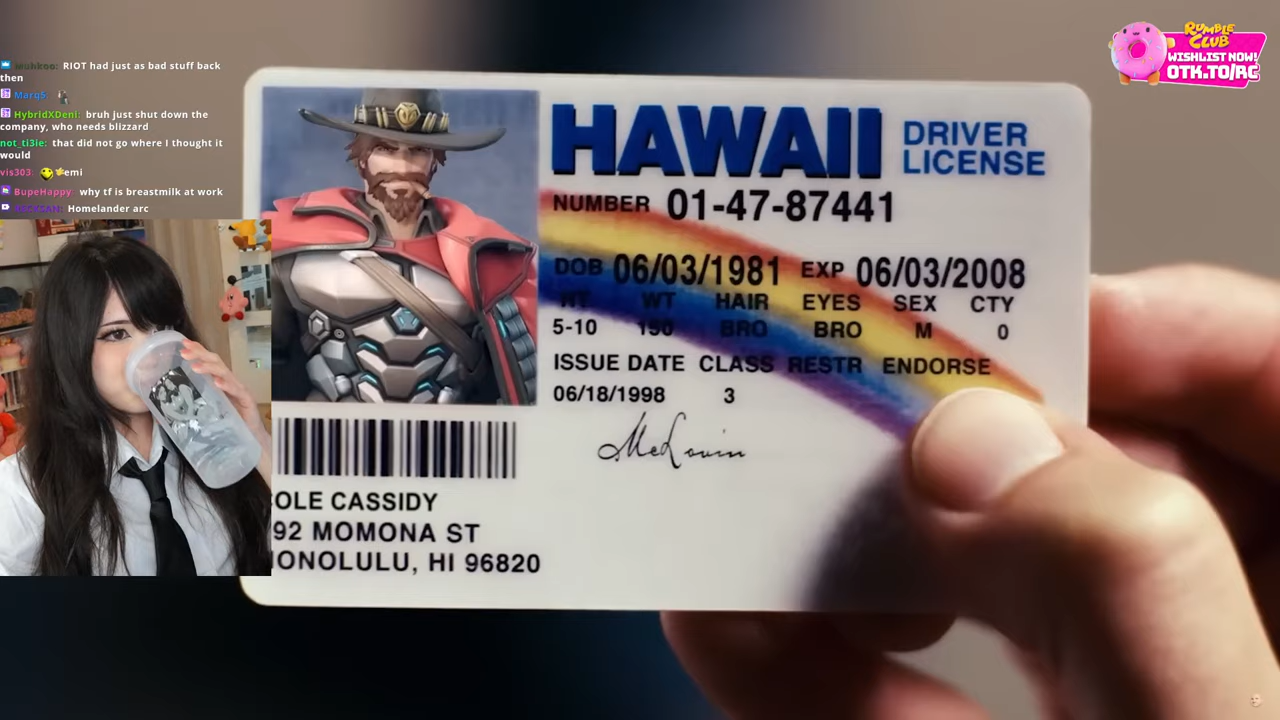 RIOT had just as bad stuff back
then
MarqS:
HybridXDeni: bruh just shut down the
company, who needs blizzard
not_ti3ie: that did not go where I thought it
would
vis303: emi
BupeHappy: why tf is breastmilk at work
Homelander arc
RUMBLE
CLUB
WISHLIST NOW!
OTK.TO/RC
HAWAII
DRIVER
LICENSE
NUMBER 01-47-87441
DOB 06/03/1981 EXP 06/03/2008
HT WT HAIR EYES SEX CTY
5-10 150 BRO BRO M 0
ISSUE DATE CLASS RESTR ENDORSE
06/18/1998 3
McLovin
OLE CASSIDY
92 MOMONA ST
ONOLULU, HI 96820